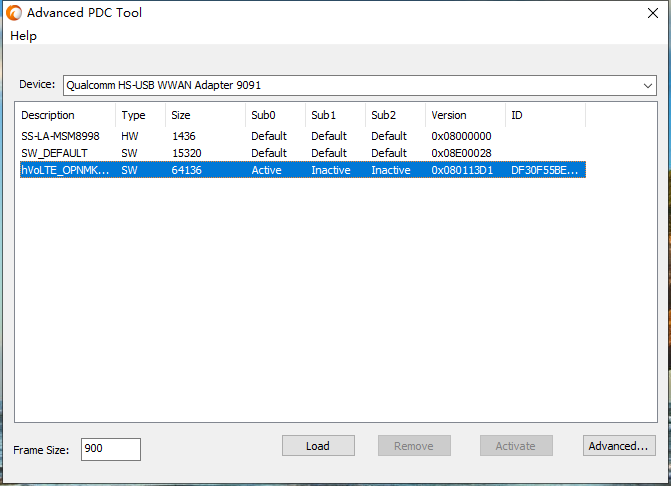 Advanced PDC Tool
Help
Device: Qualcomm HS-USB WWAN Adapter 9091
Description Type Size Sub0 Sub1 Sub2 Version ID
SS-LA-MSM8998 HW 1436 Default Default Default 0x08000000
SW_DEFAULT SW 15320 Default Default Default 0x08E00028
hVoLTE_OPNMK... SW 64136 Active Inactive Inactive 0x080113D1 DF30F55BE...
Frame Size: 900 Load Remove Activate Advanced...